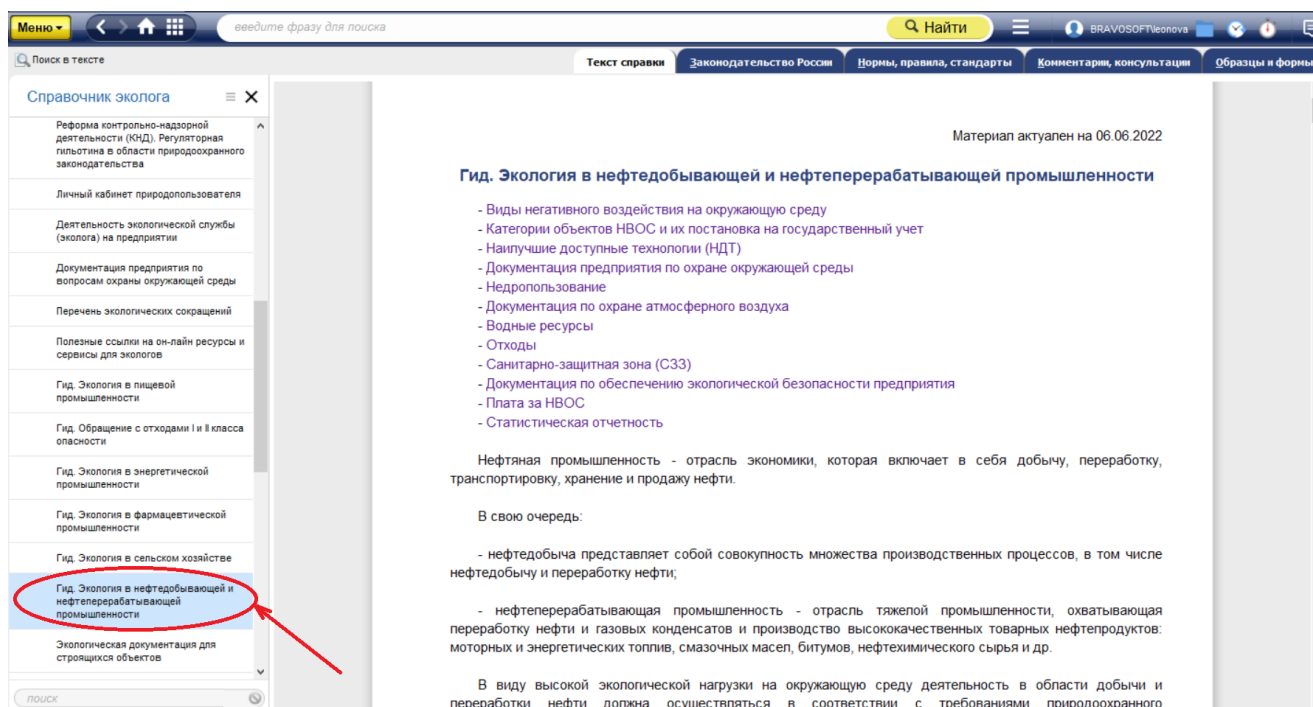 Меню
введите фразу для поиска
Найти
BRAVOSOFT\leonova
Поиск в тексте
Текст справки
Законодательство России
Нормы, правила, стандарты
Комментарии, консультации
Образцы и формы
Справочник эколога
Реформа контрольно-надзорной
деятельности (КНД). Регуляторная
гильотина в области природоохранного
законодательства
Личный кабинет природопользователя
Деятельность экологической службы
(эколога) на предприятии
Документация предприятия по
вопросам охраны окружающей среды
Перечень экологических сокращений
Полезные ссылки на он-лайн ресурсы и
сервисы для экологов
Гид. Экология в пищевой
промышленности
Гид. Обращение с отходами I и II класса
опасности
Гид. Экология в энергетической
промышленности
Гид. Экология в фармацевтической
промышленности
Гид. Экология в сельском хозяйстве
Гид. Экология в нефтедобывающей и
нефтеперерабатывающей
промышленности
Экологическая документация для
строящихся объектов
поиск
Материал актуален на 06.06.2022
Гид. Экология в нефтедобывающей и нефтеперерабатывающей промышленности
- Виды негативного воздействия на окружающую среду
- Категории объектов НВОС и их постановка на государственный учет
- Наилучшие доступные технологии (НДТ)
- Документация предприятия по охране окружающей среды
- Недропользование
- Документация по охране атмосферного воздуха
- Водные ресурсы
- Отходы
- Санитарно-защитная зона (СЗЗ)
- Документация по обеспечению экологической безопасности предприятия
- Плата за НВОС
- Статистическая отчетность
Нефтяная промышленность - отрасль экономики, которая включает в себя добычу, переработку,
транспортировку, хранение и продажу нефти.
В свою очередь:
- нефтедобыча представляет собой совокупность множества производственных процессов, в том числе
нефтедобычу и переработку нефти;
- нефтеперерабатывающая промышленность - отрасль тяжелой промышленности, охватывающая
переработку нефти и газовых конденсатов и производство высококачественных товарных нефтепродуктов:
моторных и энергетических топлив, смазочных масел, битумов, нефтехимического сырья и др.
В виду высокой экологической нагрузки на окружающую среду деятельность в области добычи и
переработки нефти должна осуществляться в соответствии с требованиями природоохранного